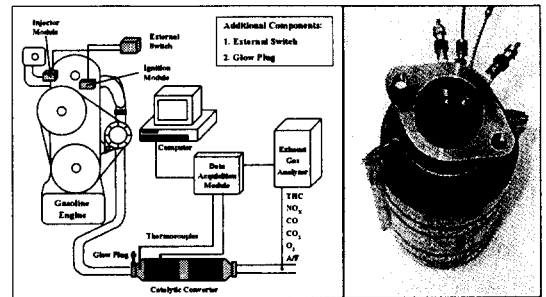 Injector
Module
External
Switch
Ignition
Module
Additional Components:
1. External Switch
2. Glow Plug
Computer
Data
Acquisition
Module
Exhaust
Gas
Analyzer
Gasoline
Engine
Thermocouples
THC
NOX
CO
CO2
O2
A/F
Glow Plug
Catalytic Converter